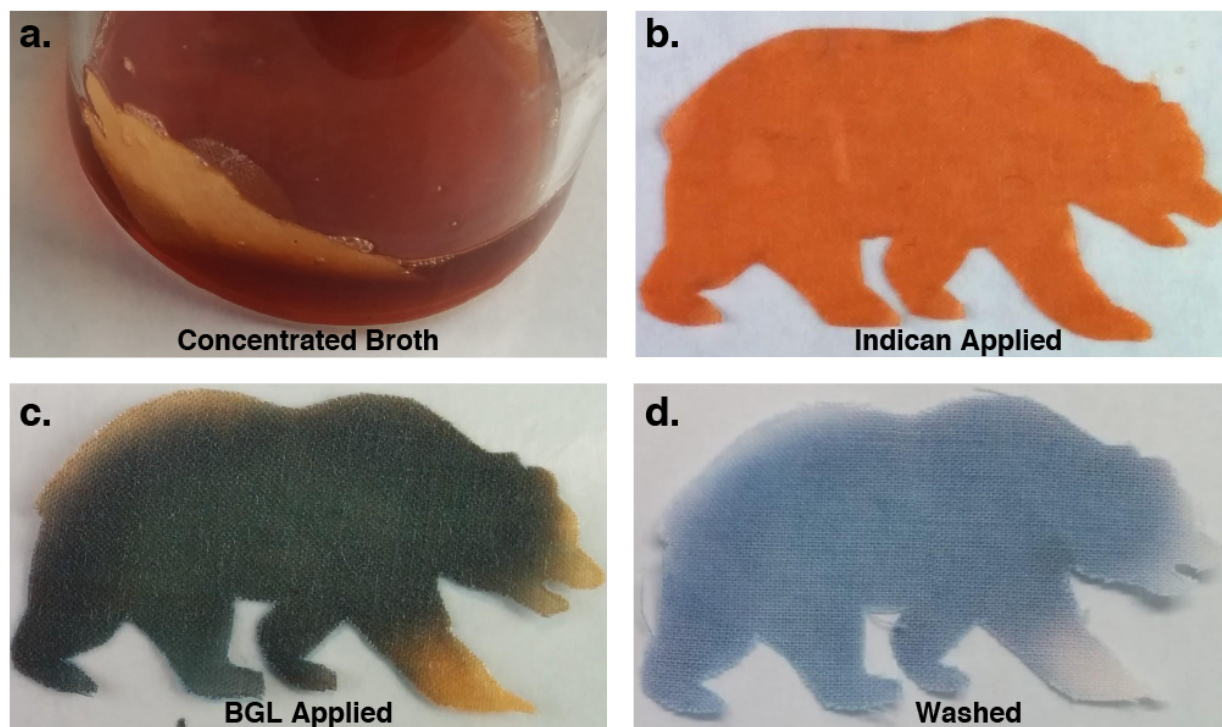 a.
Concentrated Broth
b.
Indican Applied
c.
BGL Applied
d.
Washed